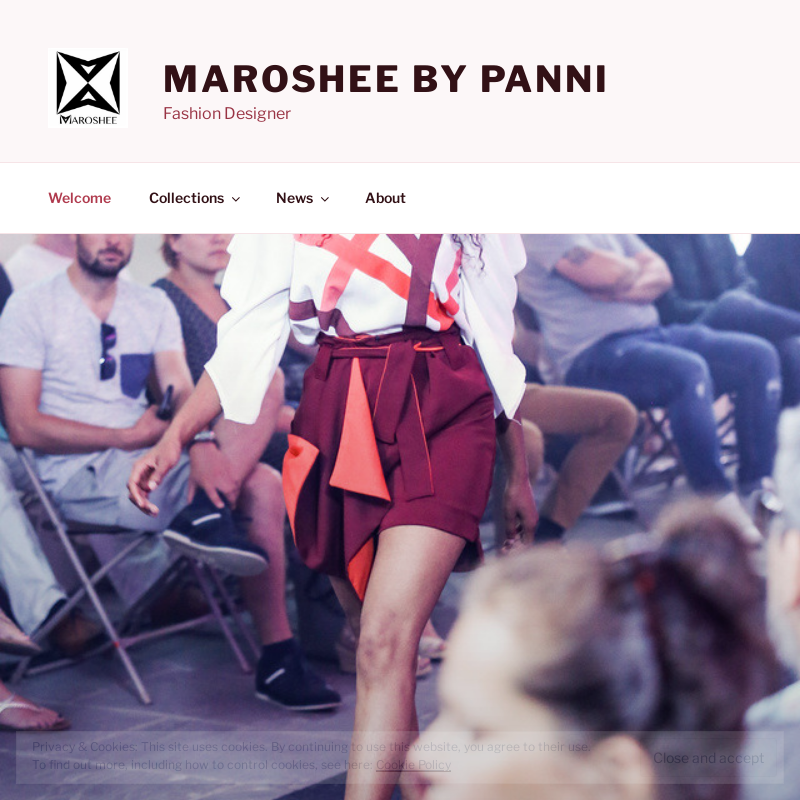 MAROSHEE
MAROSHEE BY PANNI
Fashion Designer
Welcome
Collections
News
About
Privacy & Cookies: This site uses cookies. By continuing to use this website, you agree to their use.
To find out more, including how to control cookies, see here: Cookie Policy
Close and accept